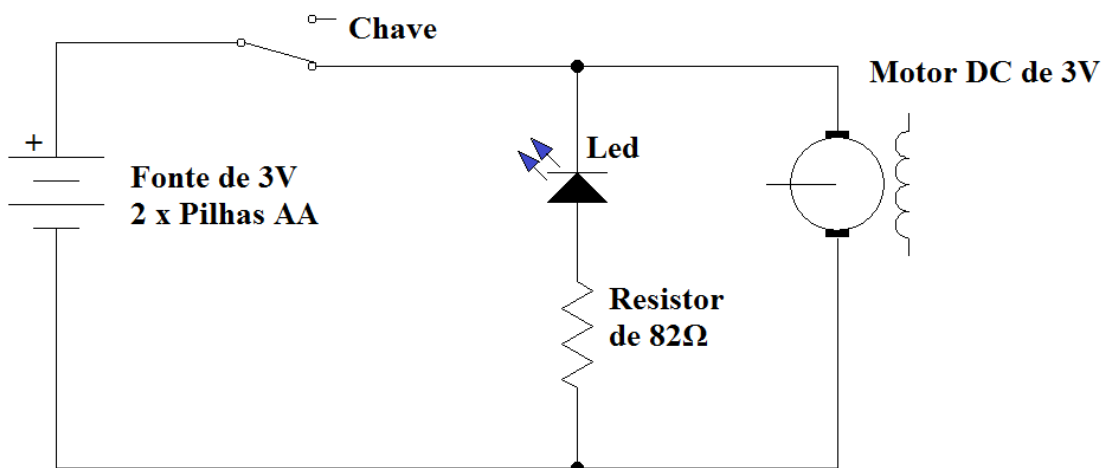 Chave
Motor DC de 3V
+
Led
Fonte de 3V
2 x Pilhas AA
Resistor
de 82Ω